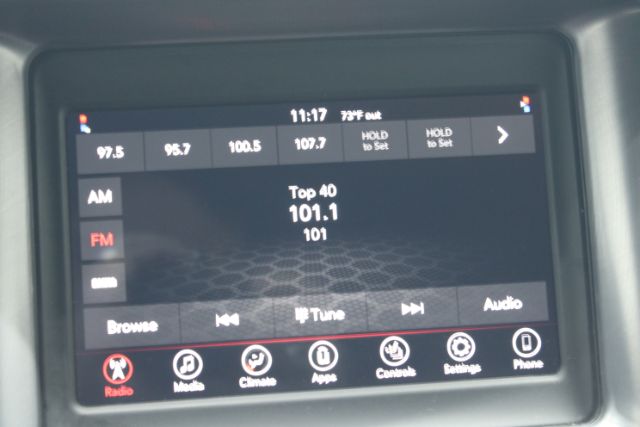 11:17 73°F out
97.5 95.7 100.5 107.7 HOLD to Set HOLD to Set
AM
Top 40
101.1
FM
101
Browse Tune Audio
Radio Media Climate Apps Controls Settings Phone